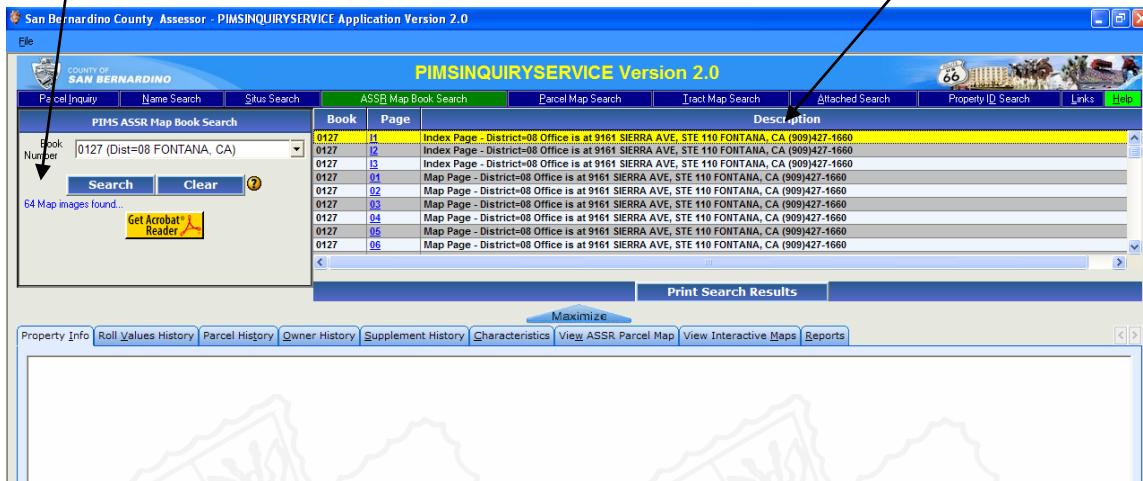 San Bernardino County Assessor - PIMSINQUIRYSERVICE Application Version 2.0
File
COUNTY OF
SAN BERNARDINO
PIMSINQUIRYSERVICE Version 2.0
66
Parcel Inquiry Name Search Situs Search ASSR Map Book Search Parcel Map Search Tract Map Search Attached Search Property ID Search Links Help
PIMS ASSR Map Book Search
Book Number 0127 (Dist=08 FONTANA, CA)
Search Clear ?
64 Map images found...
Get Acrobat®
Reader
Book Page Description
0127 I1 Index Page - District=08 Office is at 9161 SIERRA AVE, STE 110 FONTANA, CA (909)427-1660
0127 I2 Index Page - District=08 Office is at 9161 SIERRA AVE, STE 110 FONTANA, CA (909)427-1660
0127 I3 Index Page - District=08 Office is at 9161 SIERRA AVE, STE 110 FONTANA, CA (909)427-1660
0127 01 Map Page - District=08 Office is at 9161 SIERRA AVE, STE 110 FONTANA, CA (909)427-1660
0127 02 Map Page - District=08 Office is at 9161 SIERRA AVE, STE 110 FONTANA, CA (909)427-1660
0127 03 Map Page - District=08 Office is at 9161 SIERRA AVE, STE 110 FONTANA, CA (909)427-1660
0127 04 Map Page - District=08 Office is at 9161 SIERRA AVE, STE 110 FONTANA, CA (909)427-1660
0127 05 Map Page - District=08 Office is at 9161 SIERRA AVE, STE 110 FONTANA, CA (909)427-1660
0127 06 Map Page - District=08 Office is at 9161 SIERRA AVE, STE 110 FONTANA, CA (909)427-1660
Print Search Results
Maximize
Property Info Roll Values History Parcel History Owner History Supplement History Characteristics View ASSR Parcel Map View Interactive Maps Reports